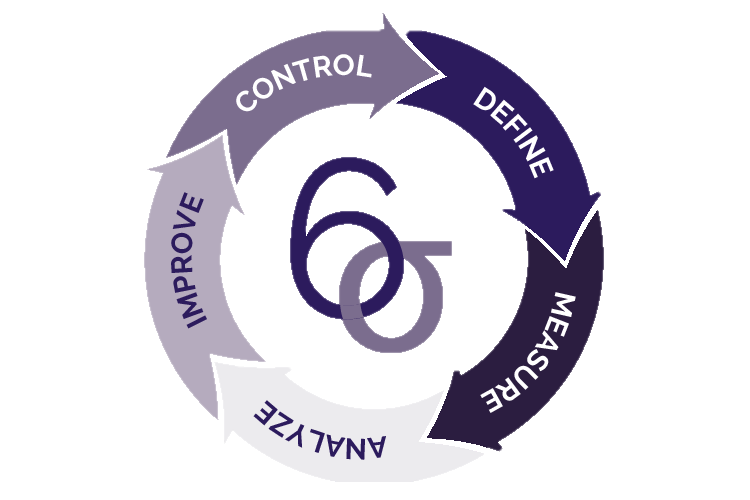 CONTROL
DEFINE
MEASURE
ANALYZE
IMPROVE
6σ